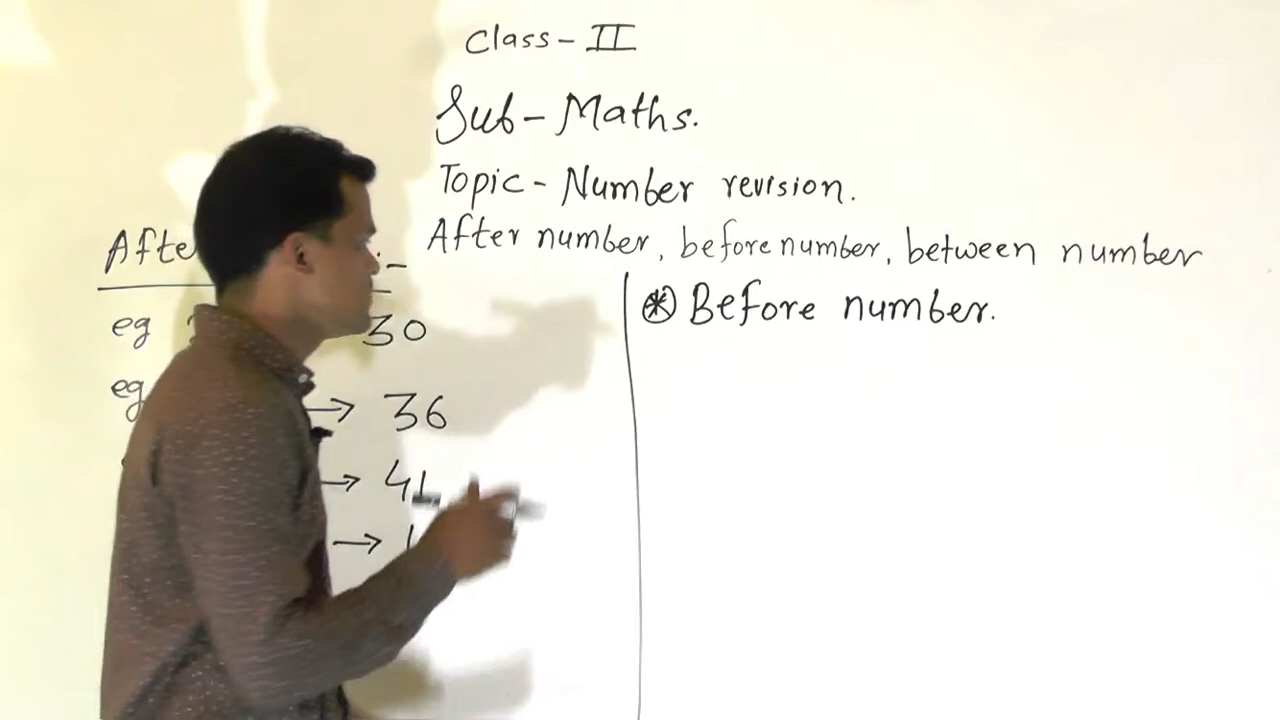 Class - II
Sub - Maths.
Topic - Number revision.
After number, before number, between number
eg 30
eg → 36
→ 41
→
⊛ Before number.